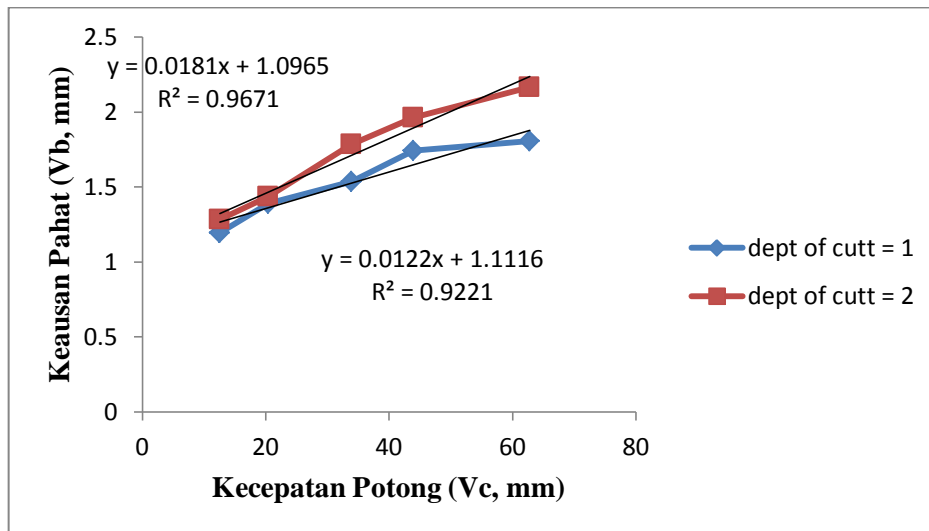 2.5
2
1.5
1
0.5
0
0
20
40
60
80
Keausan Pahat (Vb, mm)
Kecepatan Potong (Vc, mm)
y = 0.0181x + 1.0965
R² = 0.9671
y = 0.0122x + 1.1116
R² = 0.9221
dept of cutt = 1
dept of cutt = 2